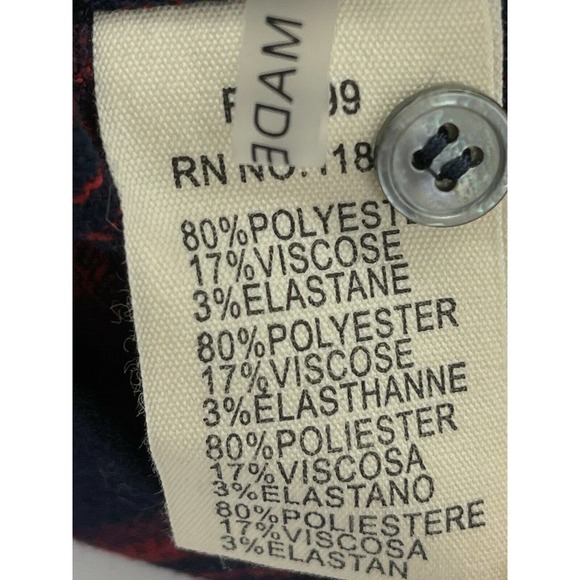 MADE
RN NO:
80%POLYESTE
17%VISCOSE
3%ELASTANE
80%POLYESTER
17%VISCOSE
3%ELASTHANNE
80%POLIESTER
17%VISCOSA
3%ELASTANO
80%POLIESTERE
17%VISCOSA
3%ELASTAN